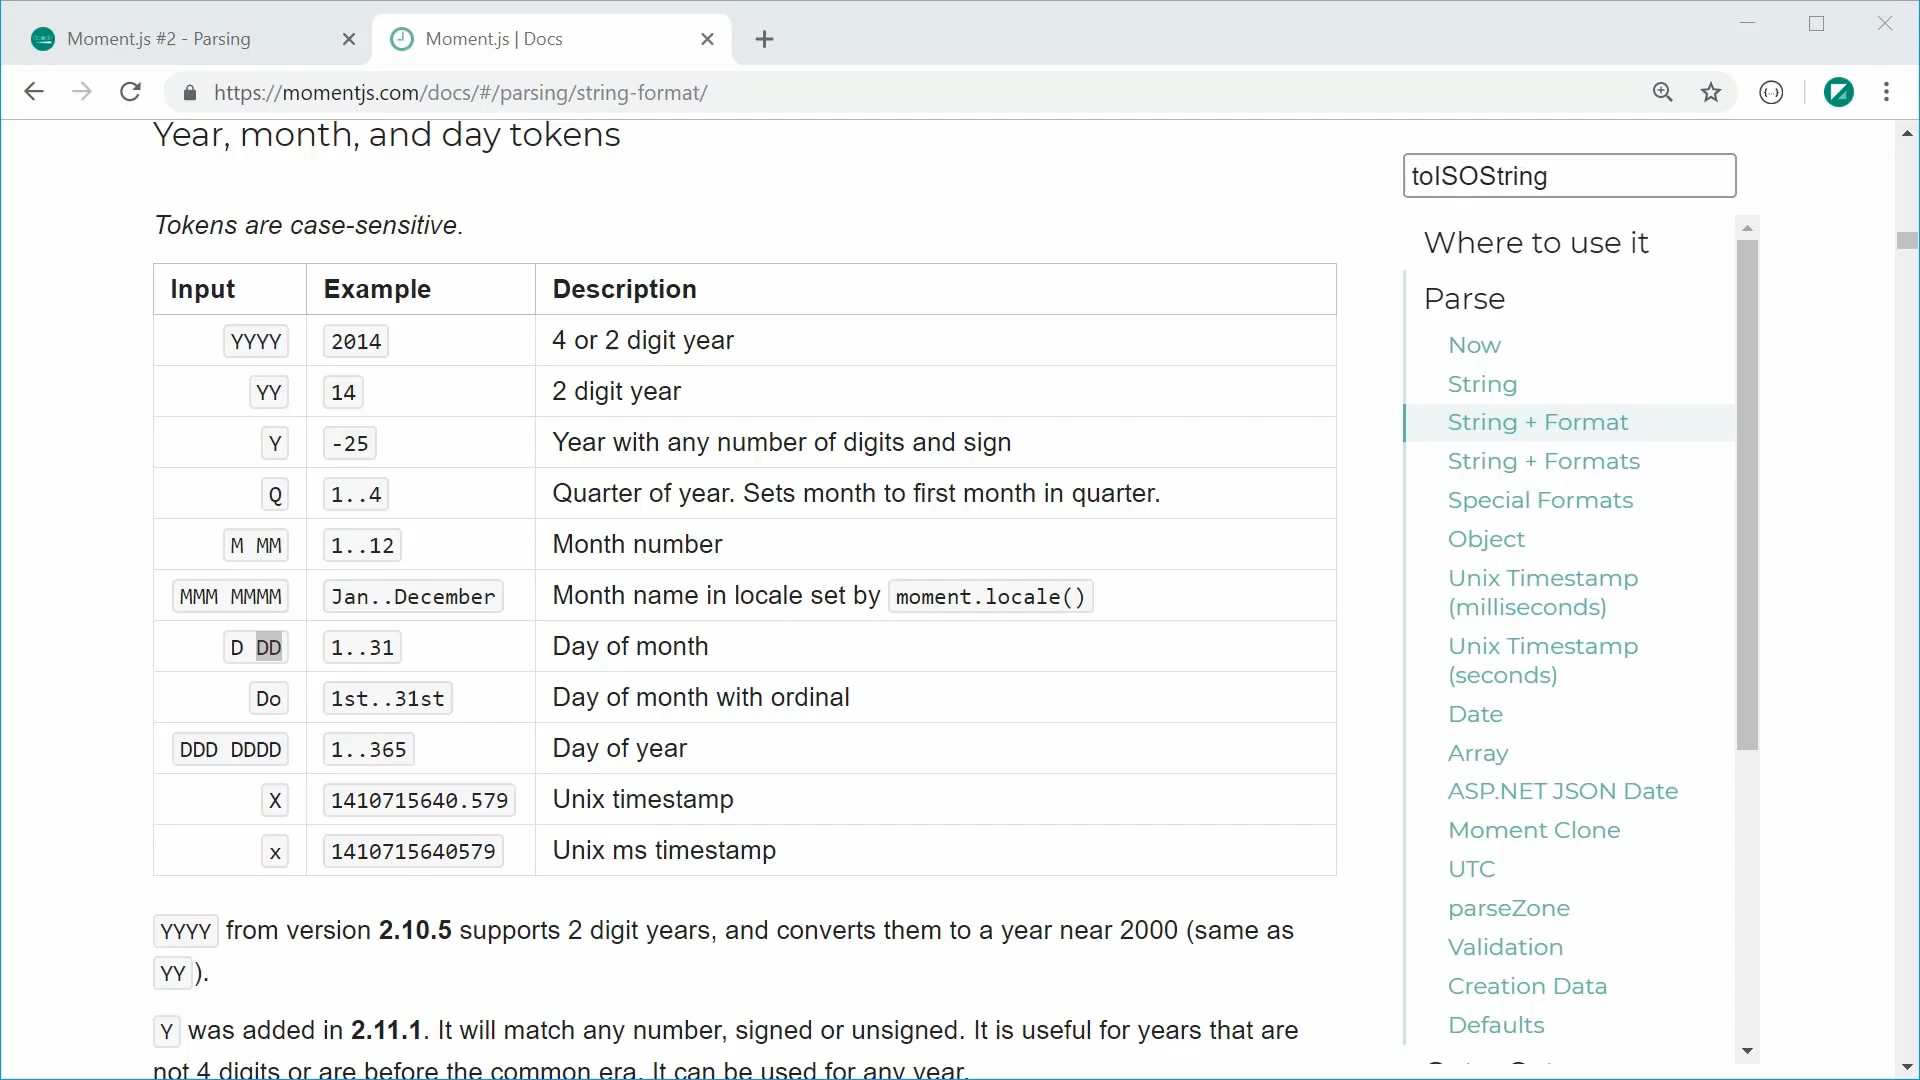 Moment.js #2 - Parsing
Moment.js | Docs
https://momentjs.com/docs/#/parsing/string-format/
Year, month, and day tokens
Tokens are case-sensitive.
Input Example Description
YYYY 2014 4 or 2 digit year
YY 14 2 digit year
Y -25 Year with any number of digits and sign
Q 1..4 Quarter of year. Sets month to first month in quarter.
M MM 1..12 Month number
MMM MMMM Jan..December Month name in locale set by moment.locale()
D DD 1..31 Day of month
Do 1st..31st Day of month with ordinal
DDD DDDD 1..365 Day of year
X 1410715640.579 Unix timestamp
x 1410715640579 Unix ms timestamp
YYYY from version 2.10.5 supports 2 digit years, and converts them to a year near 2000 (same as
YY ).
Y was added in 2.11.1. It will match any number, signed or unsigned. It is useful for years that are
not 4 digits or are before the common era. It can be used for any year.
toISOString
Where to use it
Parse
Now
String
String + Format
String + Formats
Special Formats
Object
Unix Timestamp
(milliseconds)
Unix Timestamp
(seconds)
Date
Array
ASP.NET JSON Date
Moment Clone
UTC
parseZone
Validation
Creation Data
Defaults